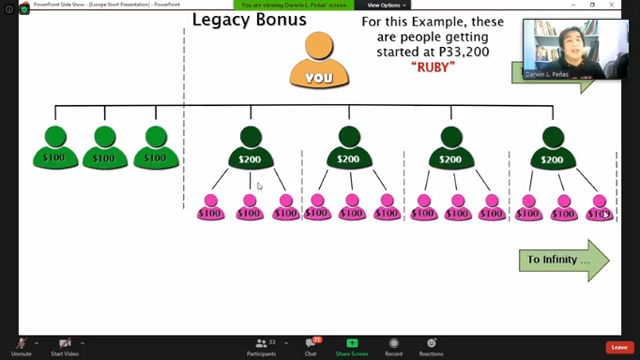 PowerPoint Slide Show - [Europe Short Presentation] - PowerPoint
You are viewing Darwin L. Peñas' screen
View Options
Legacy Bonus
For this Example, these
are people getting
started at P33,200
“RUBY”
YOU
Darwin L. Peñas
$100 $100 $100
$200 $200 $200 $200
$100 $100 $100 $100 $100 $100 $100 $100 $100 $100 $100 $100
To Infinity ...
Unmute
Start Video
33
Participants
21
Chat
Share Screen
Record
Reactions
Leave